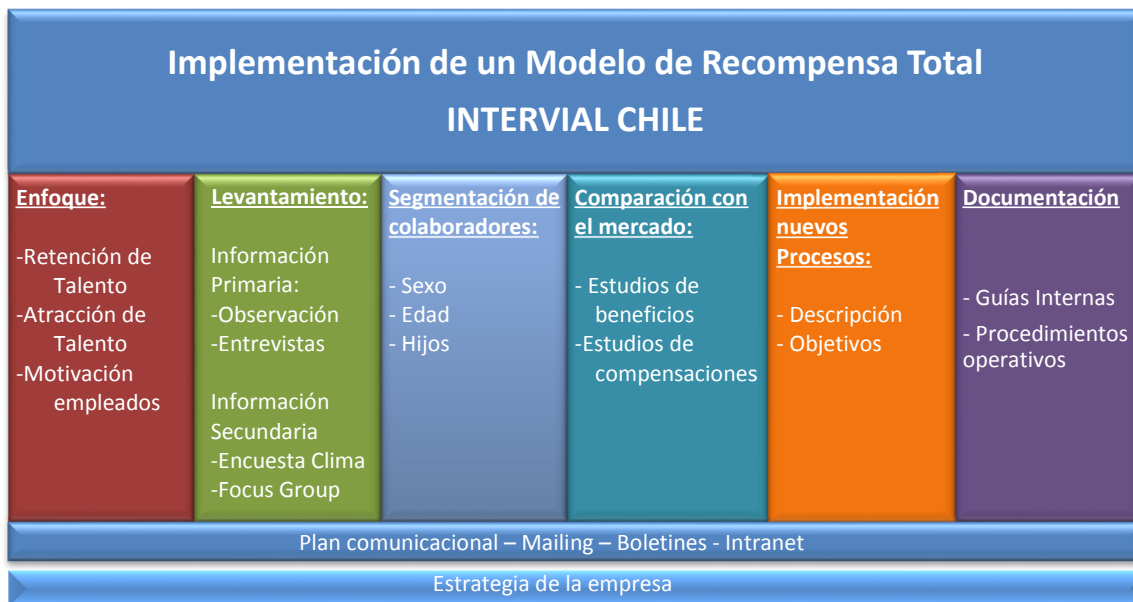 Implementación de un Modelo de Recompensa Total
INTERVIAL CHILE
Enfoque:
-Retención de
Talento
-Atracción de
Talento
-Motivación
empleados
Levantamiento:
Información
Primaria:
-Observación
-Entrevistas
Información
Secundaria
-Encuesta Clima
-Focus Group
Segmentación de
colaboradores:
- Sexo
- Edad
- Hijos
Comparación con
el mercado:
- Estudios de
beneficios
-Estudios de
compensaciones
Implementación
nuevos
Procesos:
- Descripción
- Objetivos
Documentación
- Guías Internas
- Procedimientos
operativos
Plan comunicacional – Mailing – Boletines - Intranet
Estrategia de la empresa